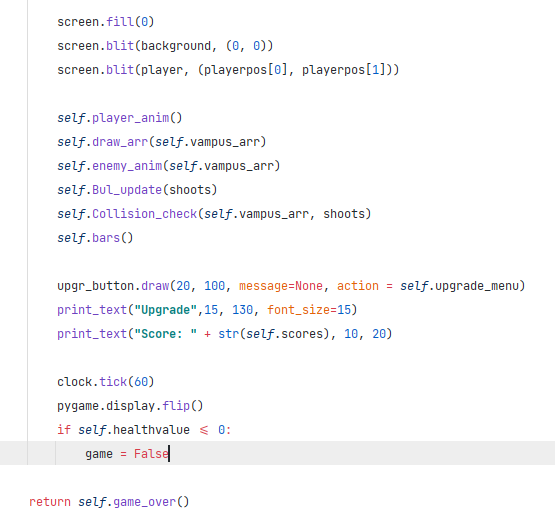 screen.fill(0)
screen.blit(background, (0, 0))
screen.blit(player, (playerpos[0], playerpos[1]))
self.player_anim()
self.draw_arr(self.vampus_arr)
self.enemy_anim(self.vampus_arr)
self.Bul_update(shoots)
self.Collision_check(self.vampus_arr, shoots)
self.bars()
upgr_button.draw(20, 100, message=None, action = self.upgrade_menu)
print_text("Upgrade",15, 130, font_size=15)
print_text("Score: " + str(self.scores), 10, 20)
clock.tick(60)
pygame.display.flip()
if self.healthvalue ⩽ 0:
game = False
return self.game_over()